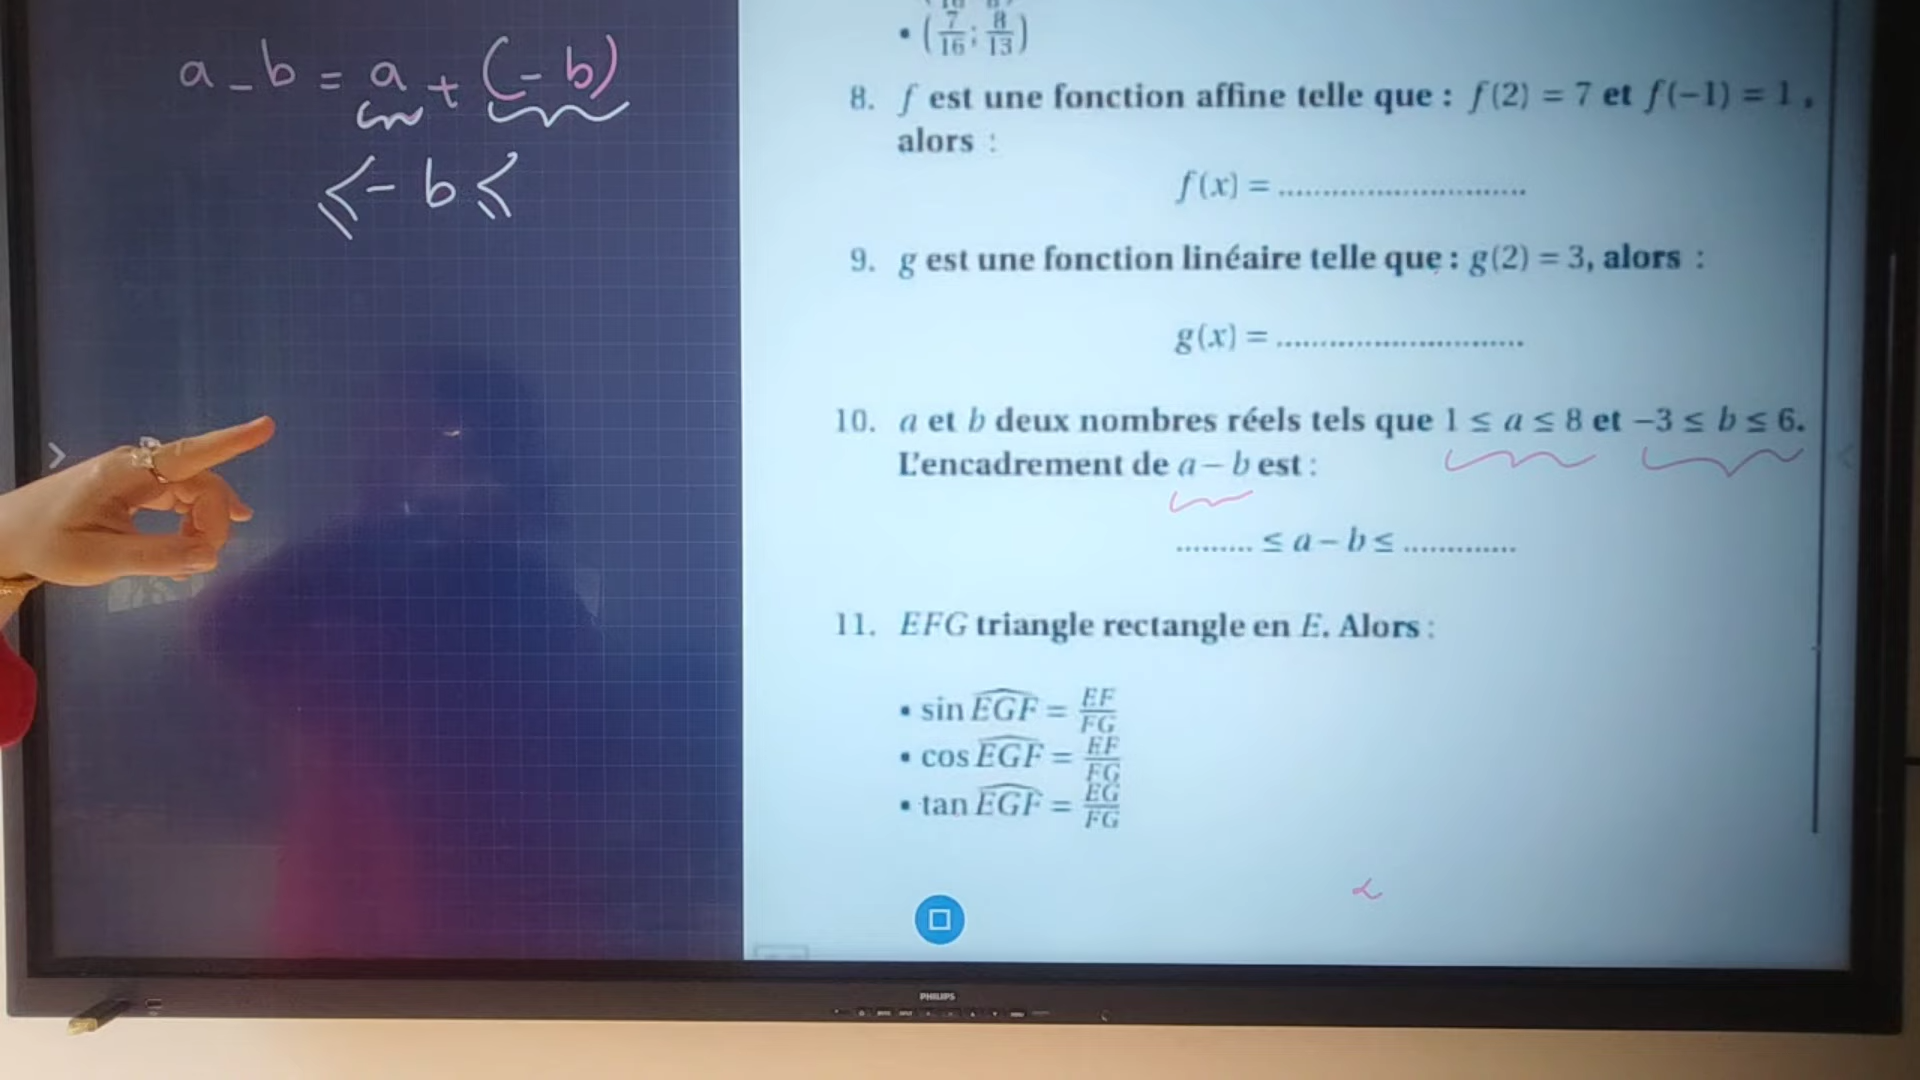 a - b = a + (- b)
≤ - b ≤
• (7/16 ; 8/13)
8. f est une fonction affine telle que : f(2) = 7 et f(−1) = 1 ,
alors :
f(x) = ............................
9. g est une fonction linéaire telle que : g(2) = 3, alors :
g(x) = ............................
10. a et b deux nombres réels tels que 1 ≤ a ≤ 8 et −3 ≤ b ≤ 6.
L'encadrement de a − b est :
......... ≤ a − b ≤ .............
11. EFG triangle rectangle en E. Alors :
• sin EGF = EF/FG
• cos EGF = EF/FG
• tan EGF = EG/FG
PHILIPS